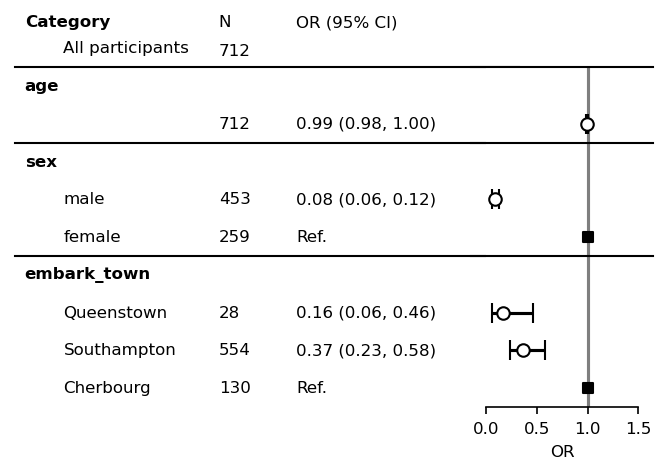 Category N OR (95% CI)
All participants 712
age
712 0.99 (0.98, 1.00)
sex
male 453 0.08 (0.06, 0.12)
female 259 Ref.
embark_town
Queenstown 28 0.16 (0.06, 0.46)
Southampton 554 0.37 (0.23, 0.58)
Cherbourg 130 Ref.
0.0 0.5 1.0 1.5
OR